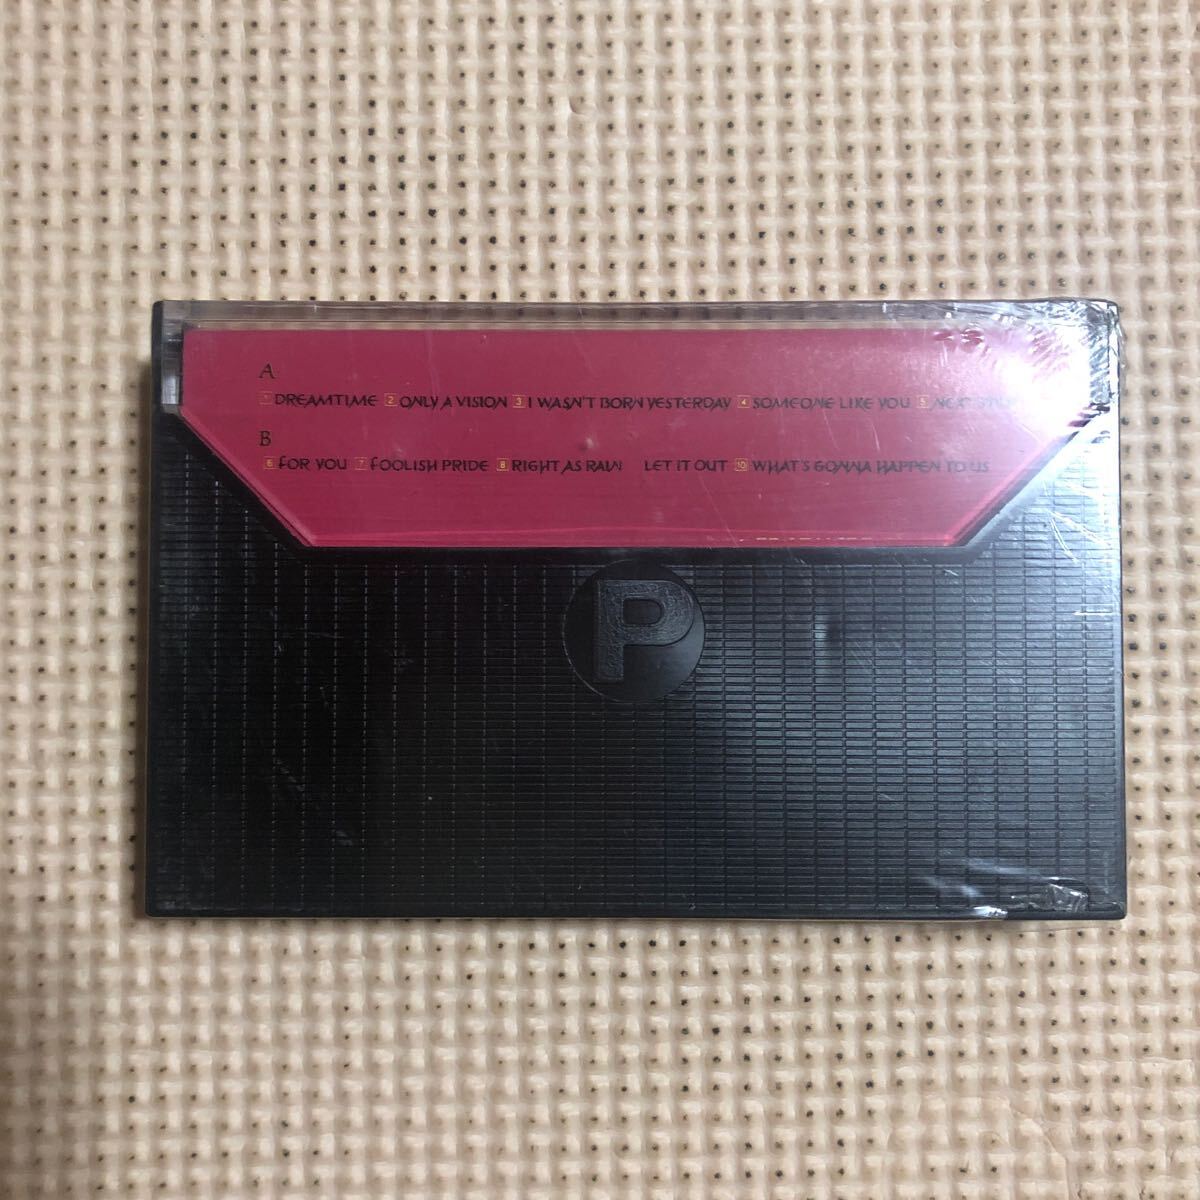 A
1 DREAMTIME 2 ONLY A VISION 3 I WASN'T BORN YESTERDAY 4 SOMEONE LIKE YOU 5
B
6 FOR YOU 7 FOOLISH PRIDE 8 RIGHT AS RAIN LET IT OUT 10 WHAT'S GONNA HAPPEN TO US
P